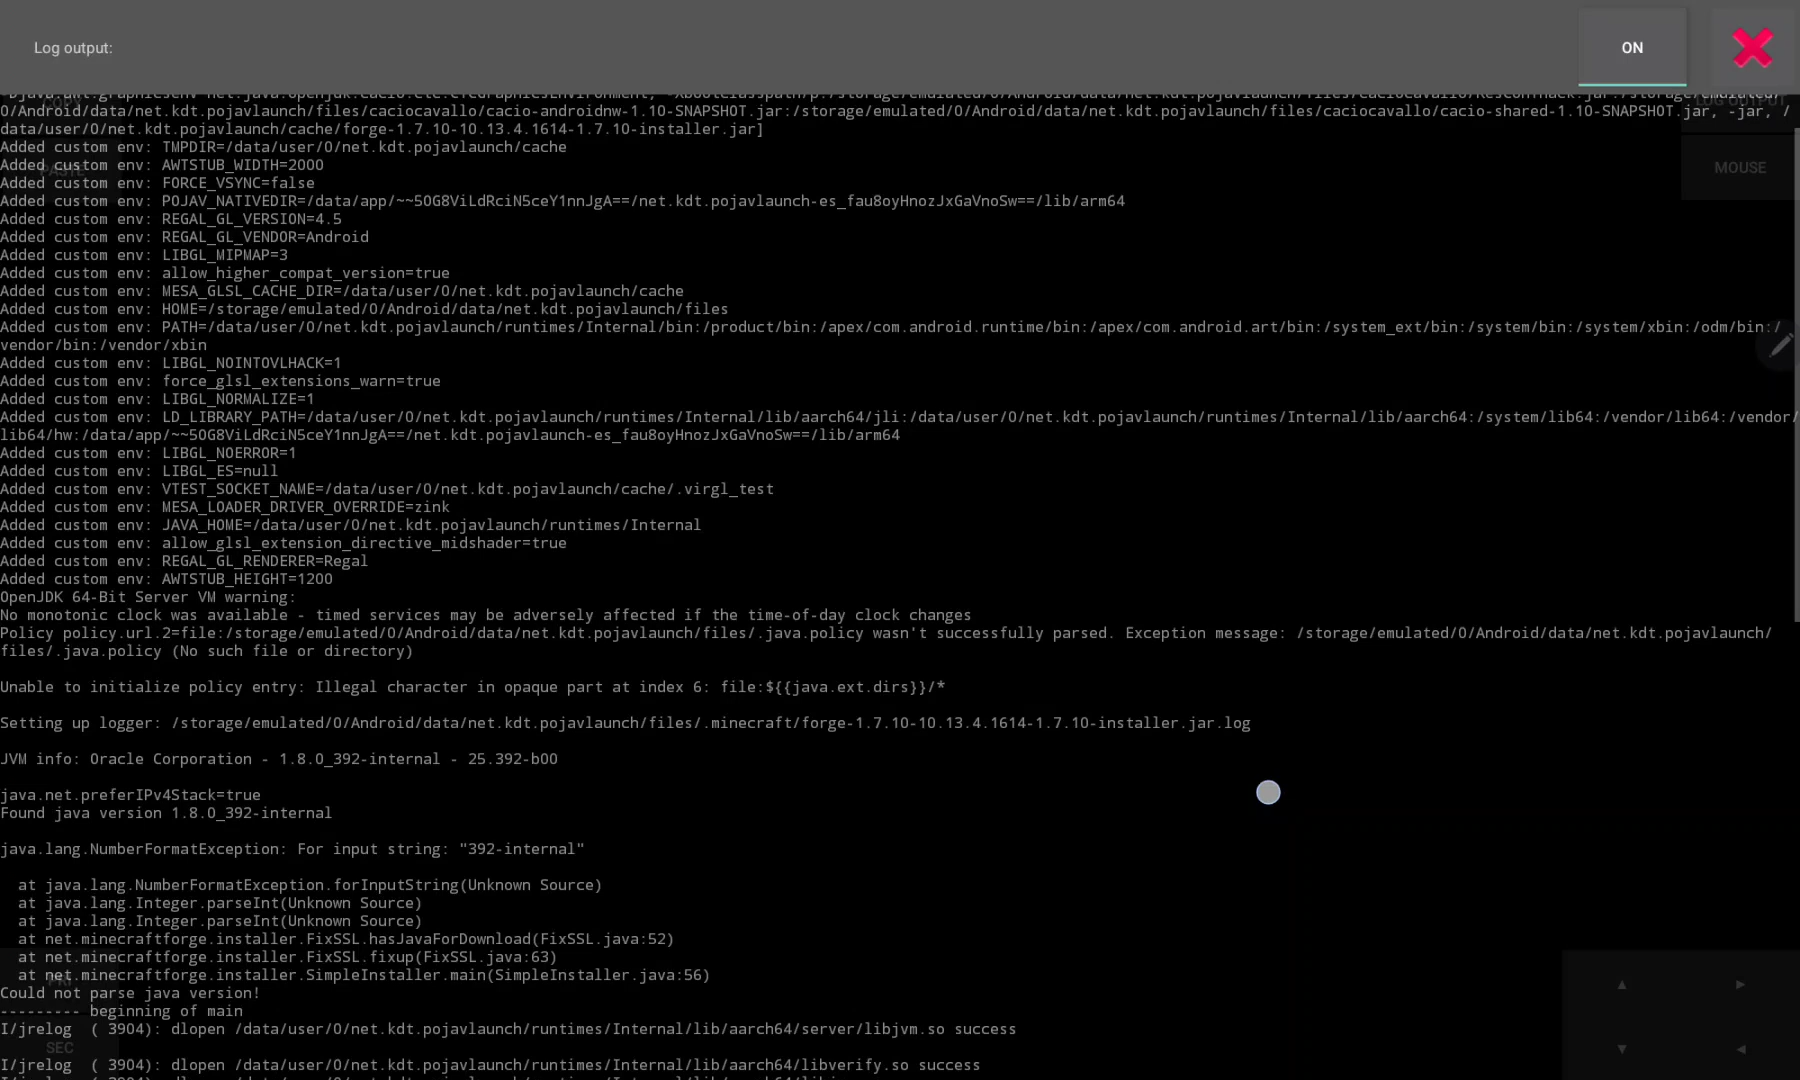 Log output:
ON
0/Android/data/net.kdt.pojavlaunch/files/caciocavallo/cacio-androidnw-1.10-SNAPSHOT.jar:/storage/emulated/0/Android/data/net.kdt.pojavlaunch/files/caciocavallo/cacio-shared-1.10-SNAPSHOT.jar, -jar, /
data/user/0/net.kdt.pojavlaunch/cache/forge-1.7.10-10.13.4.1614-1.7.10-installer.jar]
Added custom env: TMPDIR=/data/user/0/net.kdt.pojavlaunch/cache
Added custom env: AWTSTUB_WIDTH=2000
PASTE
MOUSE
Added custom env: FORCE_VSYNC=false
Added custom env: POJAV_NATIVEDIR=/data/app/~~5OG8ViLdRciN5ceY1nnJgA==/net.kdt.pojavlaunch-es_fau8oyHnozJxGaVnoSw==/lib/arm64
Added custom env: REGAL_GL_VERSION=4.5
Added custom env: REGAL_GL_VENDOR=Android
Added custom env: LIBGL_MIPMAP=3
Added custom env: allow_higher_compat_version=true
Added custom env: MESA_GLSL_CACHE_DIR=/data/user/0/net.kdt.pojavlaunch/cache
Added custom env: HOME=/storage/emulated/0/Android/data/net.kdt.pojavlaunch/files
Added custom env: PATH=/data/user/0/net.kdt.pojavlaunch/runtimes/Internal/bin:/product/bin:/apex/com.android.runtime/bin:/apex/com.android.art/bin:/system_ext/bin:/system/bin:/system/xbin:/odm/bin:/
vendor/bin:/vendor/xbin
Added custom env: LIBGL_NOINTOVLHACK=1
Added custom env: force_glsl_extensions_warn=true
Added custom env: LIBGL_NORMALIZE=1
Added custom env: LD_LIBRARY_PATH=/data/user/0/net.kdt.pojavlaunch/runtimes/Internal/lib/aarch64/jli:/data/user/0/net.kdt.pojavlaunch/runtimes/Internal/lib/aarch64:/system/lib64:/vendor/lib64:/vendor/
lib64/hw:/data/app/~~5OG8ViLdRciN5ceY1nnJgA==/net.kdt.pojavlaunch-es_fau8oyHnozJxGaVnoSw==/lib/arm64
Added custom env: LIBGL_NOERROR=1
Added custom env: LIBGL_ES=null
Added custom env: VTEST_SOCKET_NAME=/data/user/0/net.kdt.pojavlaunch/cache/.virgl_test
Added custom env: MESA_LOADER_DRIVER_OVERRIDE=zink
Added custom env: JAVA_HOME=/data/user/0/net.kdt.pojavlaunch/runtimes/Internal
Added custom env: allow_glsl_extension_directive_midshader=true
Added custom env: REGAL_GL_RENDERER=Regal
Added custom env: AWTSTUB_HEIGHT=1200
OpenJDK 64-Bit Server VM warning:
No monotonic clock was available - timed services may be adversely affected if the time-of-day clock changes
Policy policy.url.2=file:/storage/emulated/0/Android/data/net.kdt.pojavlaunch/files/.java.policy wasn't successfully parsed. Exception message: /storage/emulated/0/Android/data/net.kdt.pojavlaunch/
files/.java.policy (No such file or directory)
Unable to initialize policy entry: Illegal character in opaque part at index 6: file:${{java.ext.dirs}}/*
Setting up logger: /storage/emulated/0/Android/data/net.kdt.pojavlaunch/files/.minecraft/forge-1.7.10-10.13.4.1614-1.7.10-installer.jar.log
JVM info: Oracle Corporation - 1.8.0_392-internal - 25.392-b00
java.net.preferIPv4Stack=true
Found java version 1.8.0_392-internal
java.lang.NumberFormatException: For input string: "392-internal"
at java.lang.NumberFormatException.forInputString(Unknown Source)
at java.lang.Integer.parseInt(Unknown Source)
at java.lang.Integer.parseInt(Unknown Source)
at net.minecraftforge.installer.FixSSL.hasJavaForDownload(FixSSL.java:52)
at net.minecraftforge.installer.FixSSL.fixup(FixSSL.java:63)
at net.minecraftforge.installer.SimpleInstaller.main(SimpleInstaller.java:56)
PRI
Could not parse java version!
--------- beginning of main
I/jrelog  ( 3904): dlopen /data/user/0/net.kdt.pojavlaunch/runtimes/Internal/lib/aarch64/server/libjvm.so success
SEC
I/jrelog  ( 3904): dlopen /data/user/0/net.kdt.pojavlaunch/runtimes/Internal/lib/aarch64/libverify.so success